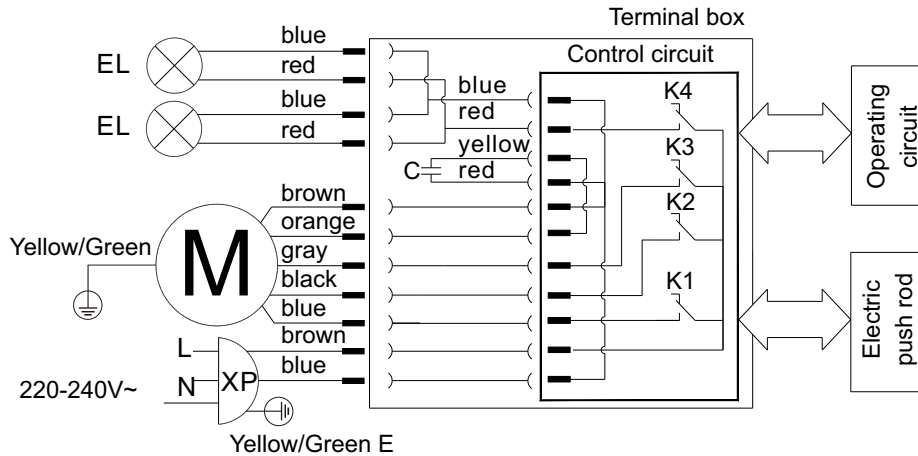 Terminal box
Control circuit
EL
blue
red
EL
blue
red
blue
red
yellow
C
red
K4
K3
K2
K1
Operating
circuit
Electric
push rod
Yellow/Green
M
brown
orange
gray
black
blue
brown
blue
L
N
XP
220-240V~
Yellow/Green E